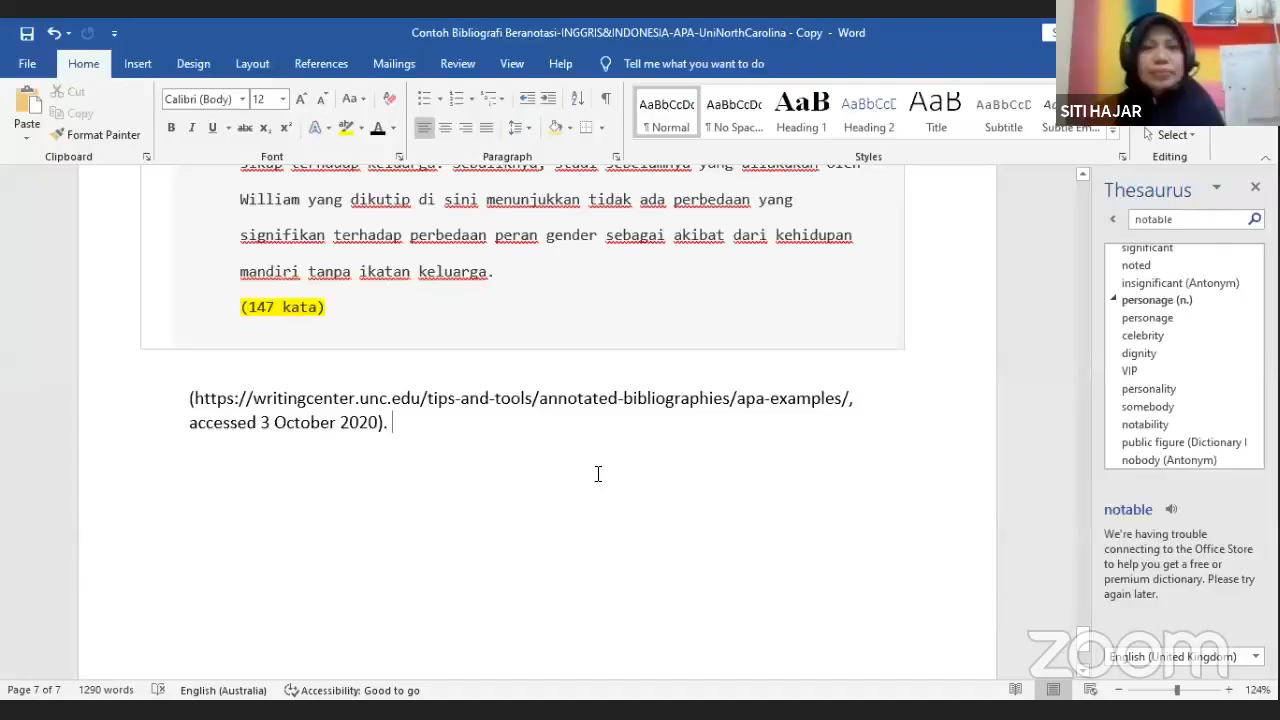 Contoh Bibliografi Beranotasi-INGGRIS&INDONESIA-APA-UniNorthCarolina - Copy - Word
File Home Insert Design Layout References Mailings Review View Help Tell me what you want to do
SITI HAJAR
Cut
Copy
Paste
Format Painter
Clipboard
Calibri (Body) 12
Font
Paragraph
AaBbCcDc AaBbCcDc AaB AaBbCcC AaB AaBbCcD
¶ Normal ¶ No Spac... Heading 1 Heading 2 Title Subtitle Subtle Em...
Styles
Select
Editing
sikap terhadap keluarga. Sebaliknya, studi sebelumnya yang dilakukan oleh
William yang dikutip di sini menunjukkan tidak ada perbedaan yang
signifikan terhadap perbedaan peran gender sebagai akibat dari kehidupan
mandiri tanpa ikatan keluarga.
(147 kata)
(https://writingcenter.unc.edu/tips-and-tools/annotated-bibliographies/apa-examples/,
accessed 3 October 2020).
Thesaurus
notable
significant
noted
insignificant (Antonym)
personage (n.)
personage
celebrity
dignity
VIP
personality
somebody
notability
public figure (Dictionary
nobody (Antonym)
notable
We're having trouble
connecting to the Office Store
to help you get a free or
premium dictionary. Please try
again later.
English (United Kingdom)
zoom
Page 7 of 7 1290 words English (Australia) Accessibility: Good to go 124%